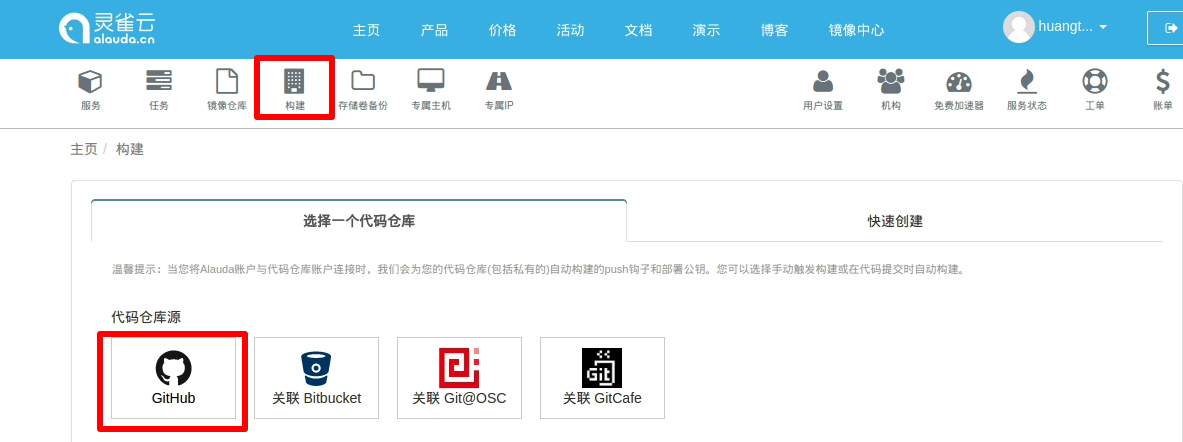 灵雀云
alauda.cn
主页 产品 价格 活动 文档 演示 博客 镜像中心 huangt...
服务 任务 镜像仓库 构建 存储卷备份 专属主机 专属IP 用户设置 机构 免费加速器 服务状态 工单 账单
主页 / 构建
选择一个代码仓库 快速创建
温馨提示：当您将Alauda账户与代码仓库账户连接时，我们会为您的代码仓库(包括私有的)自动构建的push钩子和部署公钥。您可以选择手动触发构建或在代码提交时自动构建。
代码仓库源
Git
GitHub 关联 Bitbucket 关联 Git@OSC 关联 GitCafe